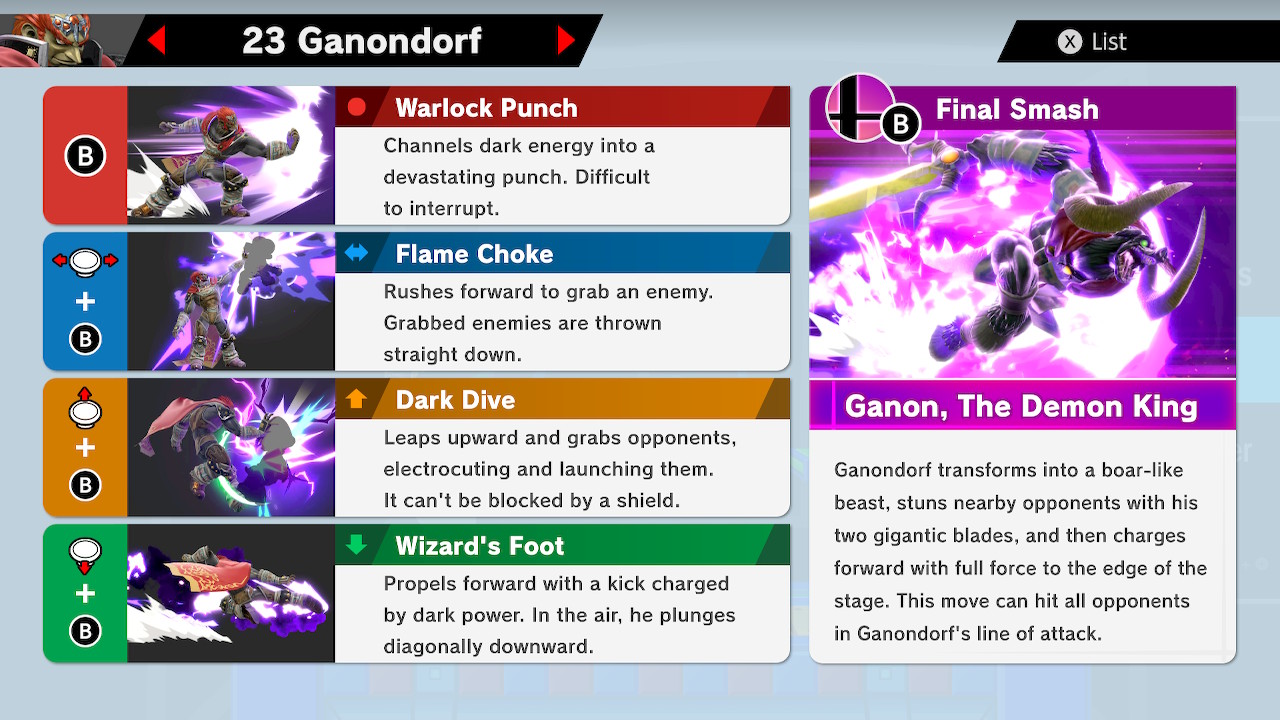 23 Ganondorf
X List
B
Warlock Punch
Channels dark energy into a
devastating punch. Difficult
to interrupt.
+
B
Flame Choke
Rushes forward to grab an enemy.
Grabbed enemies are thrown
straight down.
+
B
Dark Dive
Leaps upward and grabs opponents,
electrocuting and launching them.
It can't be blocked by a shield.
+
B
Wizard's Foot
Propels forward with a kick charged
by dark power. In the air, he plunges
diagonally downward.
B
Final Smash
Ganon, The Demon King
Ganondorf transforms into a boar-like
beast, stuns nearby opponents with his
two gigantic blades, and then charges
forward with full force to the edge of the
stage. This move can hit all opponents
in Ganondorf's line of attack.